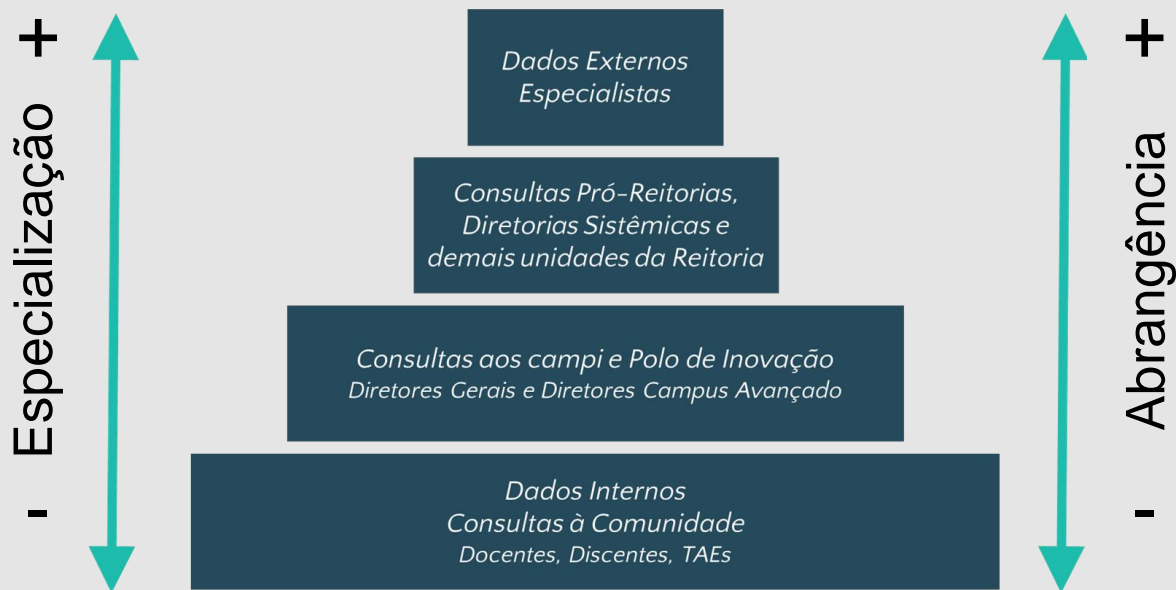 +
Especialização
-
Dados Externos
Especialistas
Consultas Pró-Reitorias,
Diretorias Sistêmicas e
demais unidades da Reitoria
Consultas aos campi e Polo de Inovação
Diretores Gerais e Diretores Campus Avançado
Dados Internos
Consultas à Comunidade
Docentes, Discentes, TAEs
+
Abrangência
-